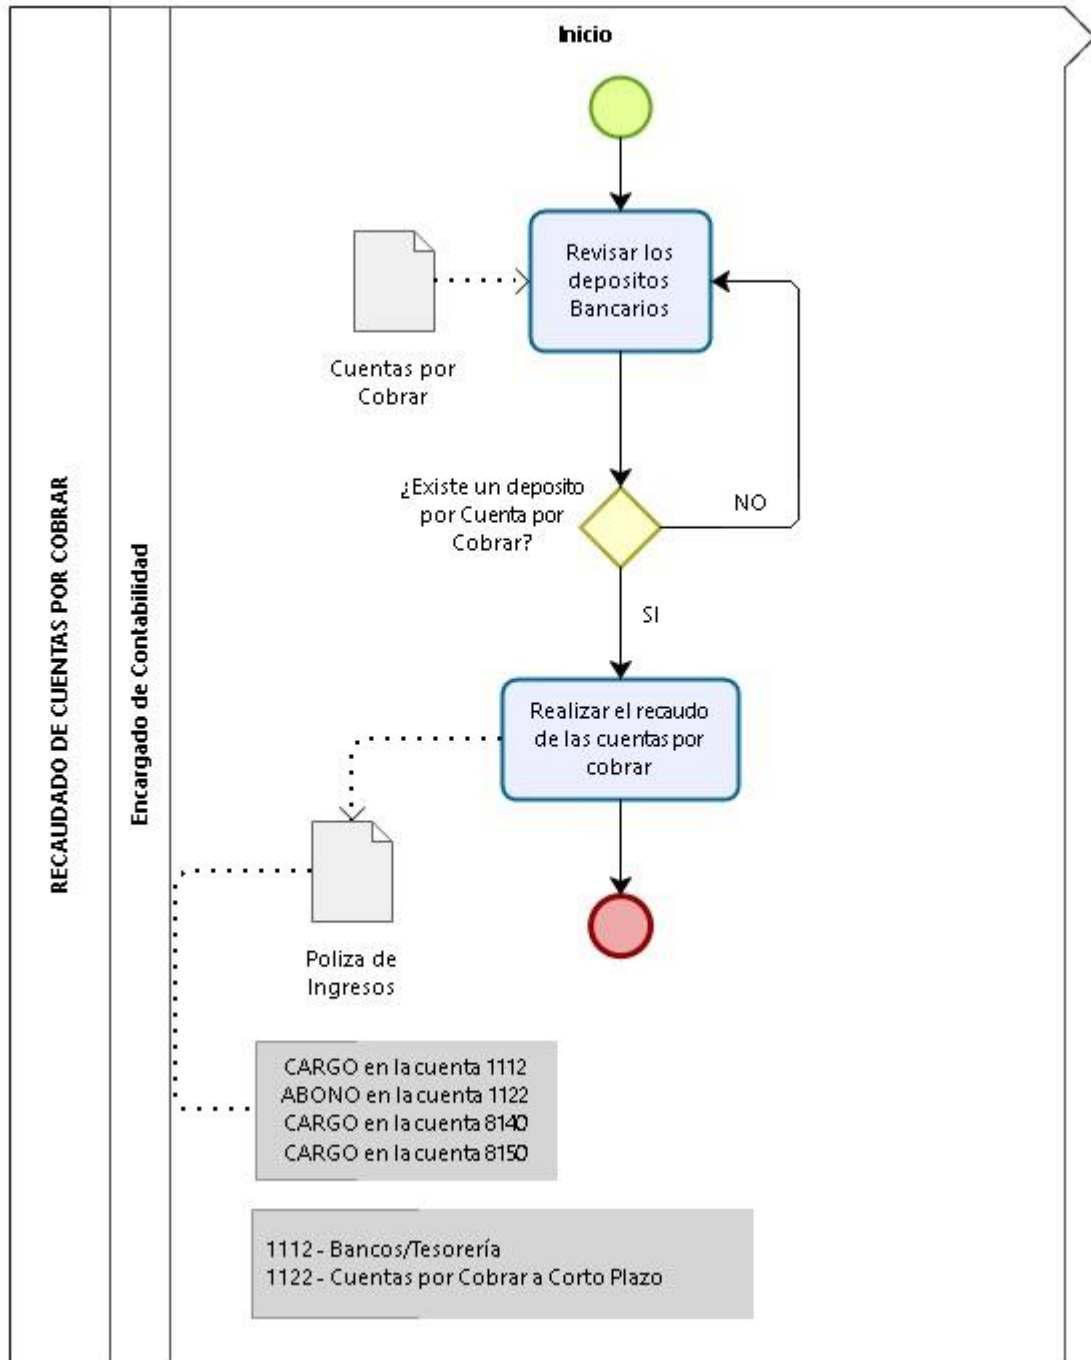 RECAUDADO DE CUENTAS POR COBRAR
Encargado de Contabilidad
Inicio
Revisar los
depositos
Bancarios
Cuentas por
Cobrar
¿Existe un deposito
por Cuenta por
Cobrar?
NO
SI
Realizar el recaudo
de las cuentas por
cobrar
Poliza de
Ingresos
CARGO en la cuenta 1112
ABONO en la cuenta 1122
CARGO en la cuenta 8140
CARGO en la cuenta 8150
1112 - Bancos/Tesorería
1122 - Cuentas por Cobrar a Corto Plazo